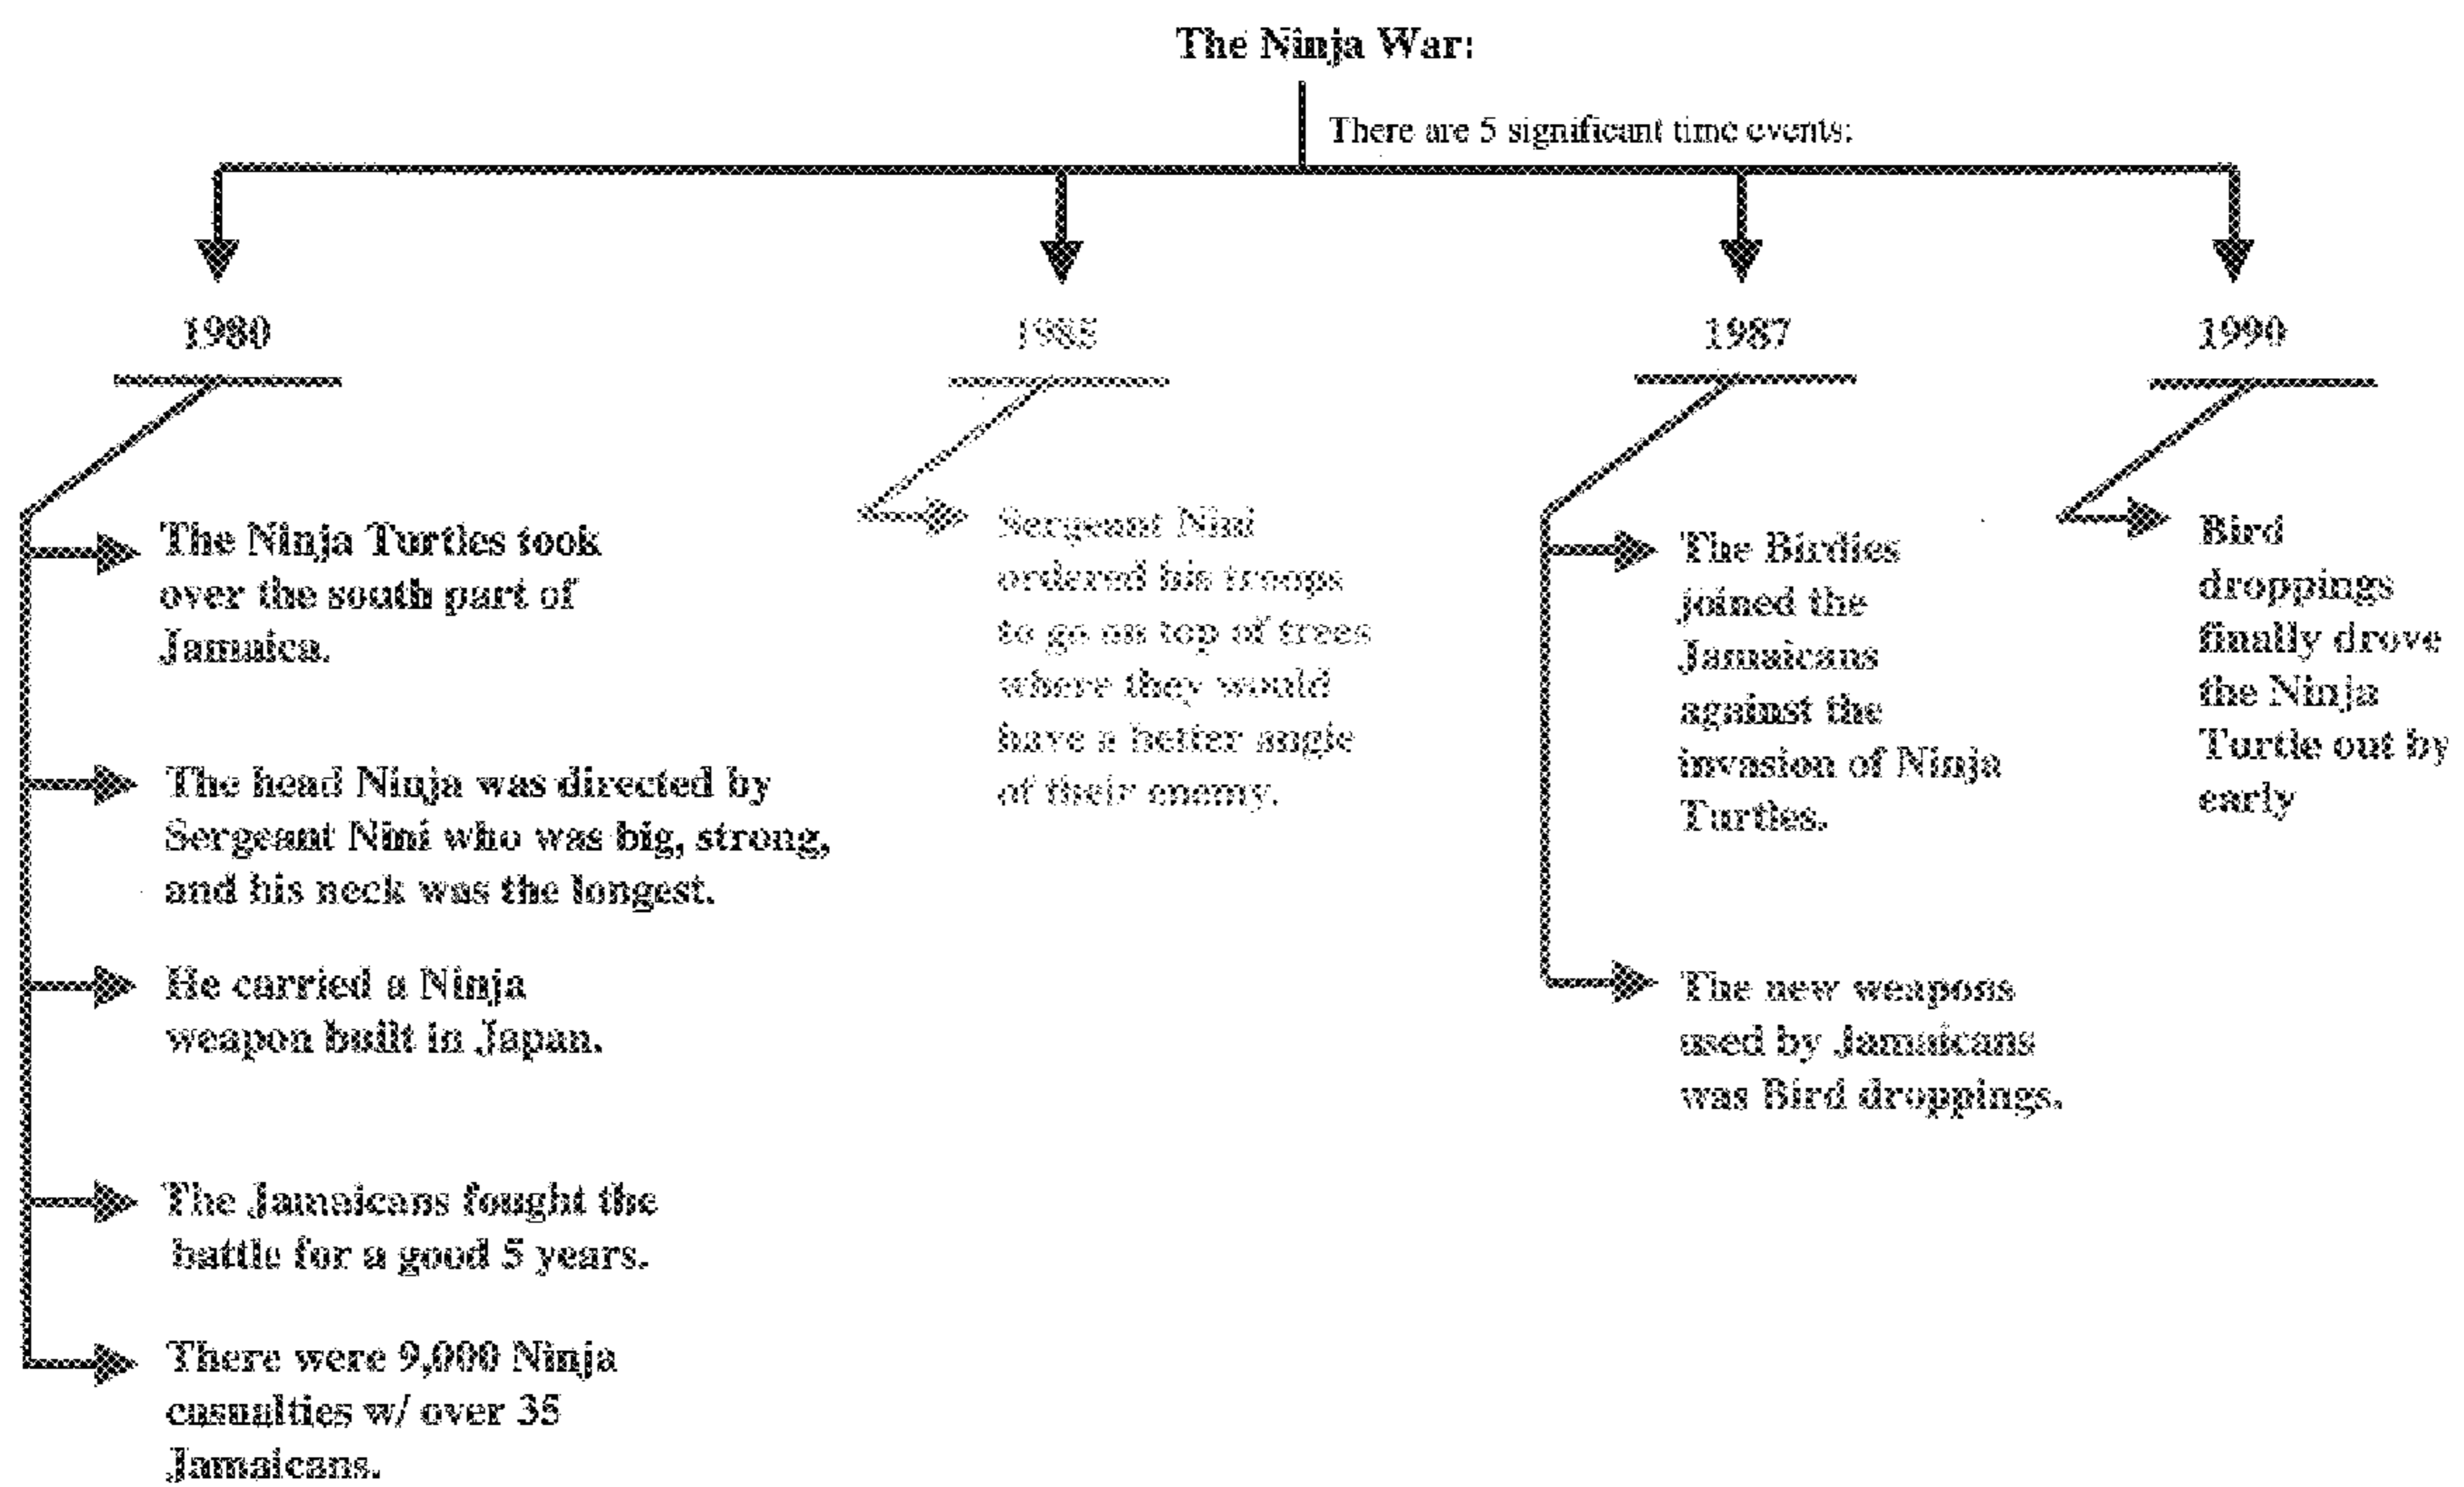 The Ninja War:
There are 5 significant time events:
1980
1985
1987
1990
The Ninja Turtles took
over the south part of
Jamaica.
The head Ninja was directed by
Sergeant Nini who was big, strong,
and his neck was the longest.
He carried a Ninja
weapon built in Japan.
The Jamaicans fought the
battle for a good 5 years.
There were 9,000 Ninja
casualties w/ over 35
Jamaicans.
Sergeant Nini
ordered his troops
to go on top of trees
where they would
have a better angle
of their enemy.
The Birdies
joined the
Jamaicans
against the
invasion of Ninja
Turtles.
The new weapons
used by Jamaicans
was Bird droppings.
Bird
droppings
finally drove
the Ninja
Turtle out by
early